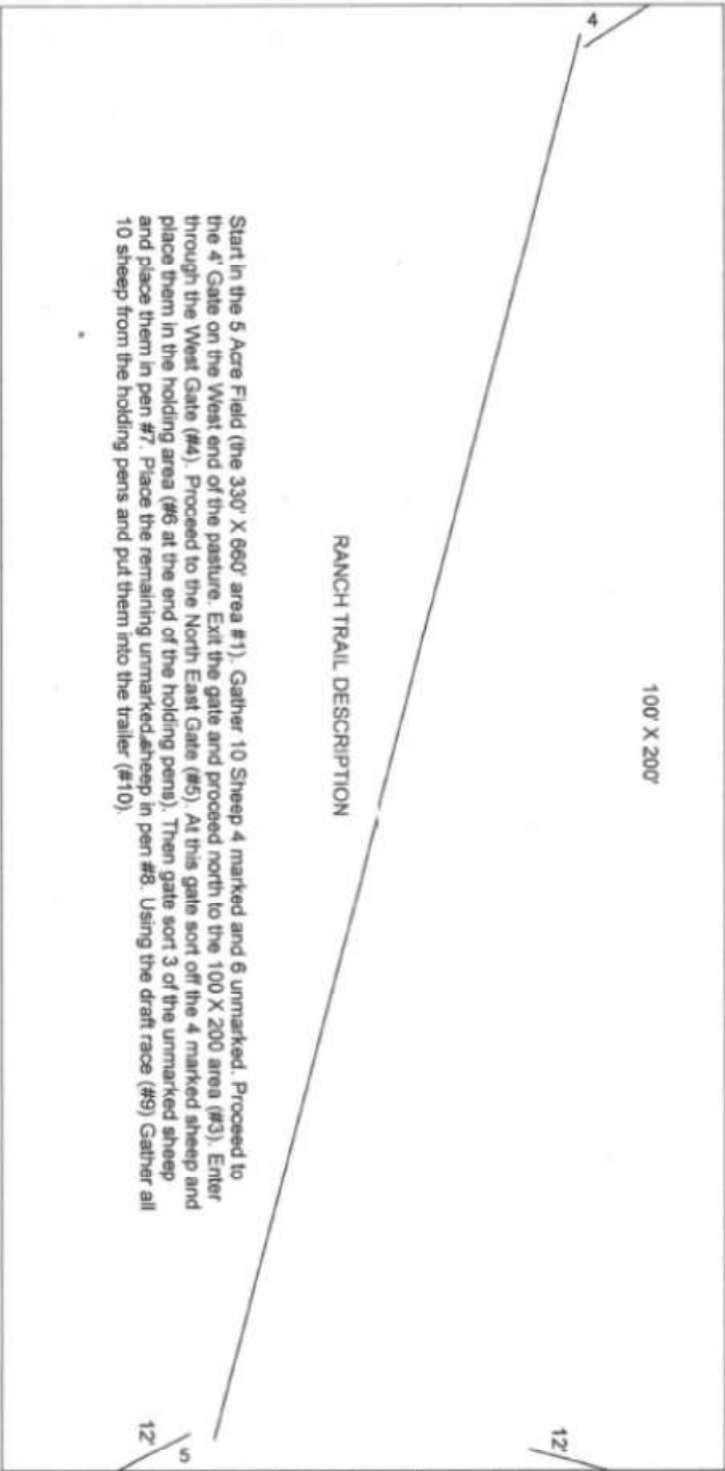 100' X 200'
4
12'
RANCH TRAIL DESCRIPTION
Start in the 5 Acre Field (the 330' X 660' area #1). Gather 10 Sheep 4 marked and 6 unmarked. Proceed to
the 4' Gate on the West end of the pasture. Exit the gate and proceed north to the 100 X 200 area (#3). Enter
through the West Gate (#4). Proceed to the North East Gate (#5). At this gate sort off the 4 marked sheep and
place them in the holding area (#6 at the end of the holding pens). Then gate sort 3 of the unmarked sheep
and place them in pen #7. Place the remaining unmarked sheep in pen #8. Using the draft race (#9) Gather all
10 sheep from the holding pens and put them into the trailer (#10).
5
12'